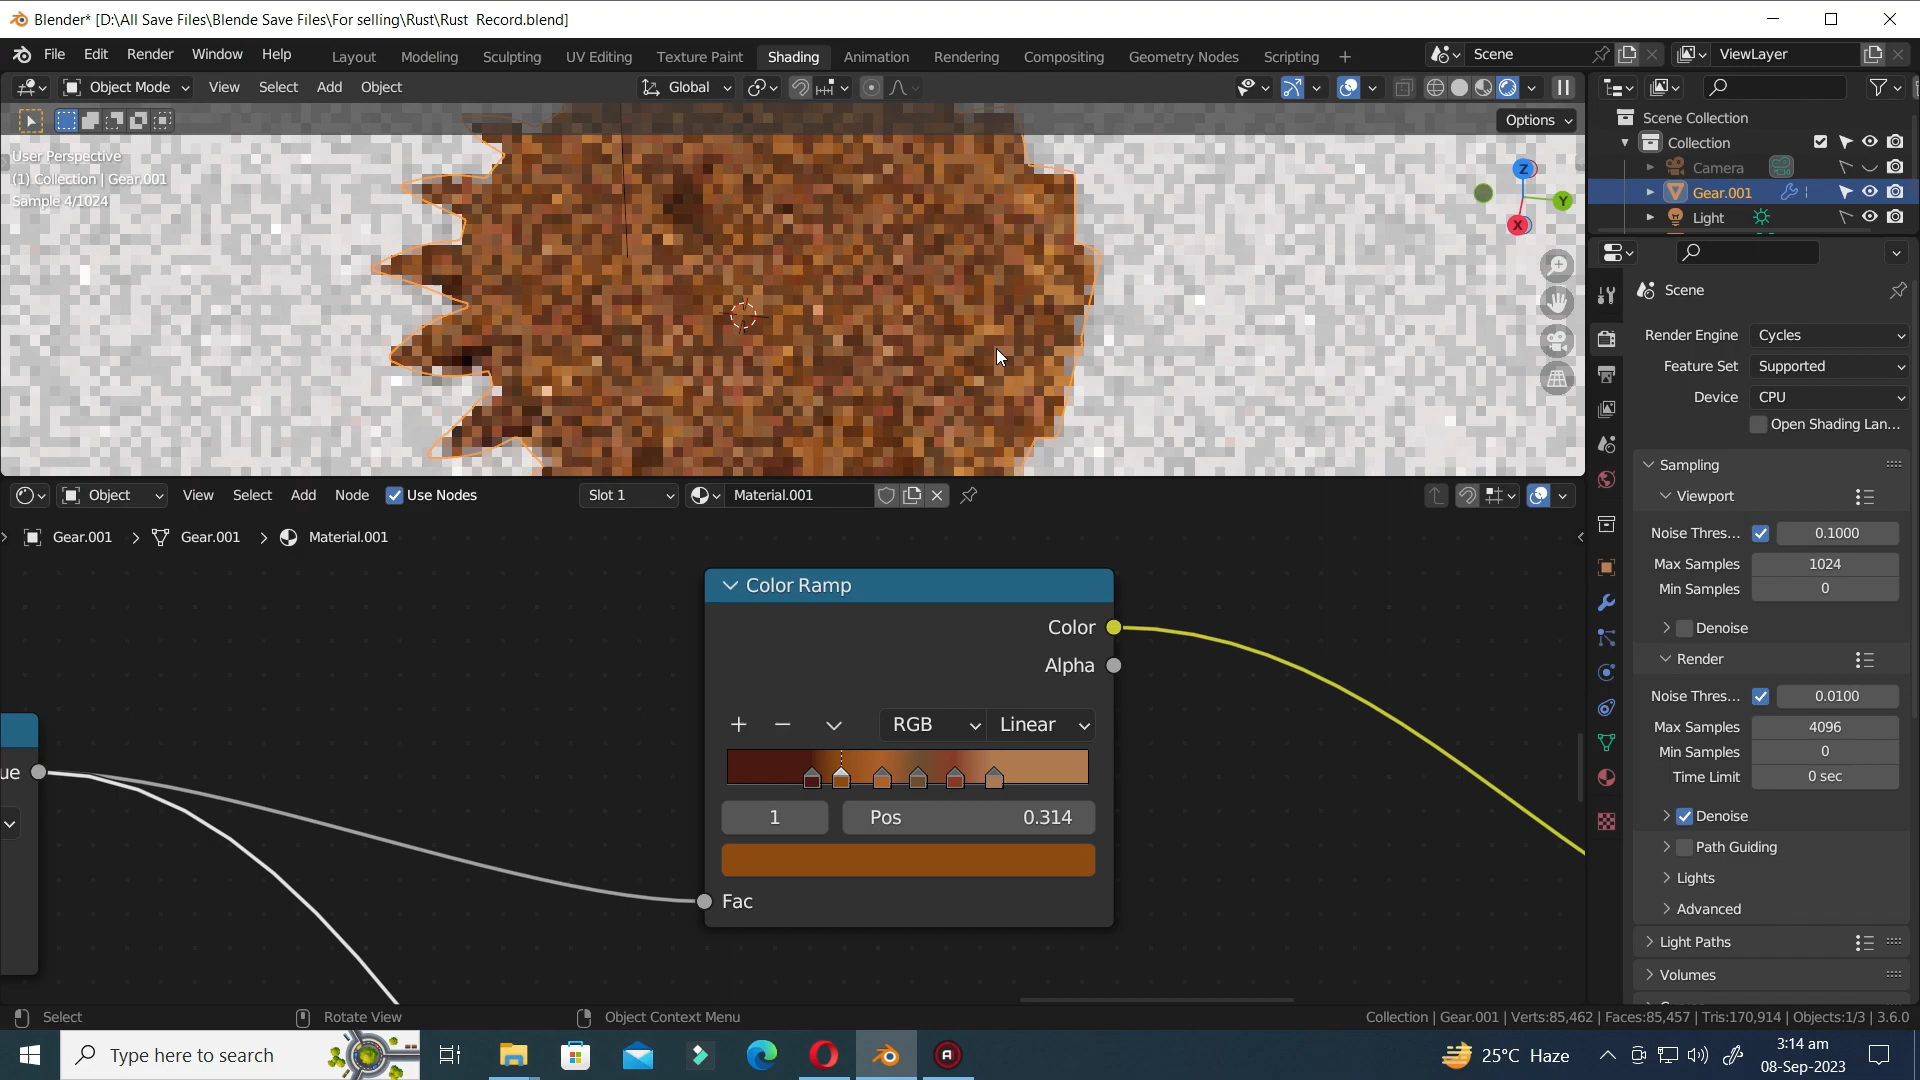 Blender* [D:\All Save Files\Blende Save Files\For selling\Rust\Rust  Record.blend]
File Edit Render Window Help Layout Modeling Sculpting UV Editing Texture Paint Shading Animation Rendering Compositing Geometry Nodes Scripting + Scene ViewLayer
Object Mode View Select Add Object Global
Options
User Perspective
(1) Collection | Gear.001
Sample 4/1024
Z
Y
X
Scene Collection
Collection
Camera
Gear.001
Light
Scene
Render Engine Cycles
Feature Set Supported
Device CPU
Open Shading Lan...
Sampling
Viewport
Noise Thres... 0.1000
Max Samples 1024
Min Samples 0
Denoise
Render
Noise Thres... 0.0100
Max Samples 4096
Min Samples 0
Time Limit 0 sec
Denoise
Path Guiding
Lights
Advanced
Light Paths
Volumes
Object View Select Add Node Use Nodes Slot 1 Material.001
Gear.001 > Gear.001 > Material.001
Color Ramp
Color
Alpha
RGB Linear
1 Pos 0.314
Fac
ue
Select Rotate View Object Context Menu Collection | Gear.001 | Verts:85,462 | Faces:85,457 | Tris:170,914 | Objects:1/3 | 3.6.0
Type here to search
25°C Haze
3:14 am
08-Sep-2023